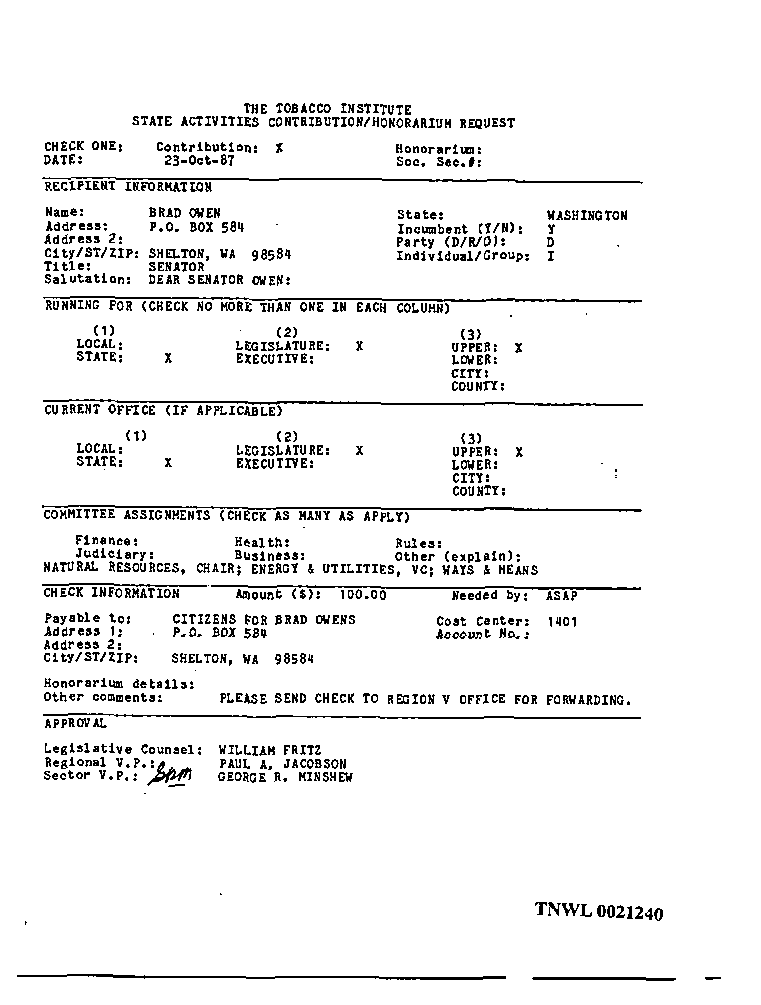 THE TOBACCO INSTITUTE
STATE ACTIVITIES CONTRIBUTION/HONORARIUM REQUEST
CHECK ONE: Contribution: X Honorarium:
DATE: 23-Oct-87 Soc. Sec.#:
RECIPIENT INFORMATION
Name: BRAD OWEN State: WASHINGTON
Address: P.O. BOX 584 Incumbent (Y/N): Y
Address 2: Party (D/R/O): D
City/ST/ZIP: SHELTON, WA 98584 Individual/Group: I
Title: SENATOR
Salutation: DEAR SENATOR OWEN:
RUNNING FOR (CHECK NO MORE THAN ONE IN EACH COLUMN)
(1) (2) (3)
LOCAL: LEGISLATURE: X UPPER: X
STATE: X EXECUTIVE: LOWER:
CITY:
COUNTY:
CURRENT OFFICE (IF APPLICABLE)
(1) (2) (3)
LOCAL: LEGISLATURE: X UPPER: X
STATE: X EXECUTIVE: LOWER:
CITY:
COUNTY:
COMMITTEE ASSIGNMENTS (CHECK AS MANY AS APPLY)
Finance: Health: Rules:
Judiciary: Business: Other (explain):
NATURAL RESOURCES, CHAIR; ENERGY & UTILITIES, VC; WAYS & MEANS
CHECK INFORMATION Amount ($): 100.00 Needed by: ASAP
Payable to: CITIZENS FOR BRAD OWENS Cost Center: 1401
Address 1: P.O. BOX 584 Account No.:
Address 2:
City/ST/ZIP: SHELTON, WA 98584
Honorarium details:
Other comments: PLEASE SEND CHECK TO REGION V OFFICE FOR FORWARDING.
APPROVAL
Legislative Counsel: WILLIAM FRITZ
Regional V.P.: PAUL A. JACOBSON
Sector V.P.: GEORGE R. MINSHEW
TNWL 0021240